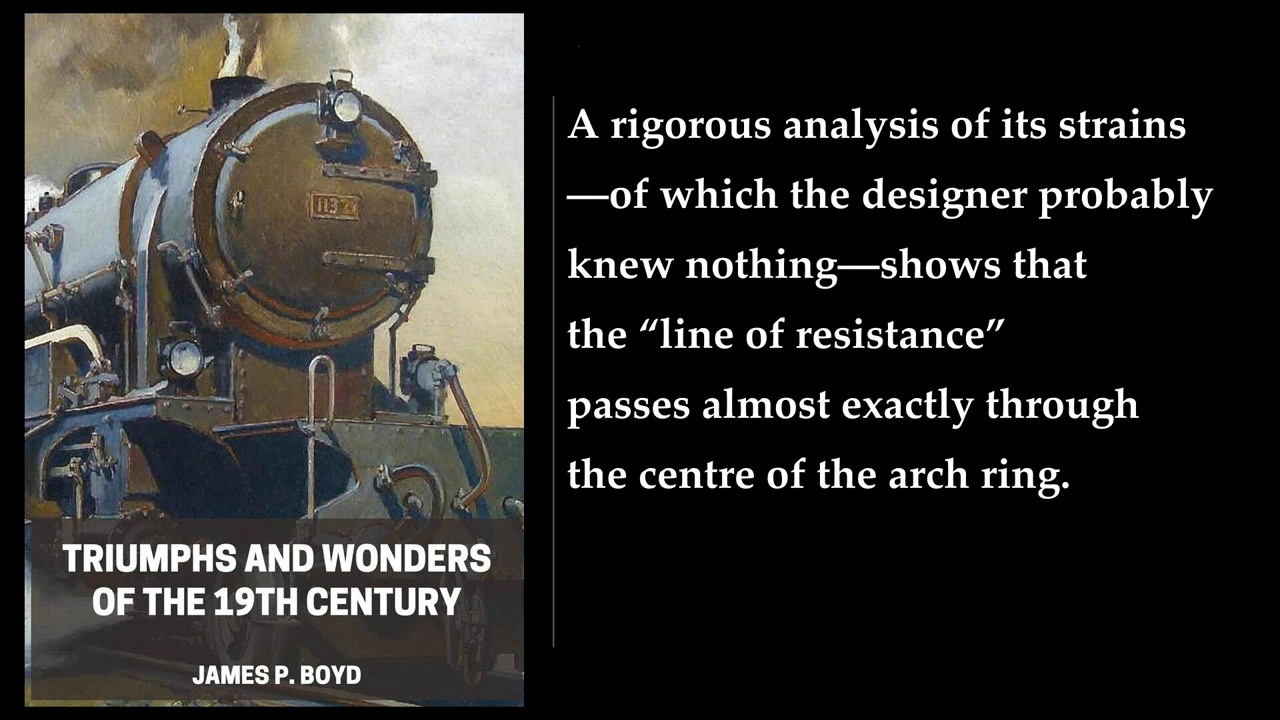 A rigorous analysis of its strains
—of which the designer probably
knew nothing—shows that
the “line of resistance”
passes almost exactly through
the centre of the arch ring.
TRIUMPHS AND WONDERS
OF THE 19TH CENTURY
JAMES P. BOYD